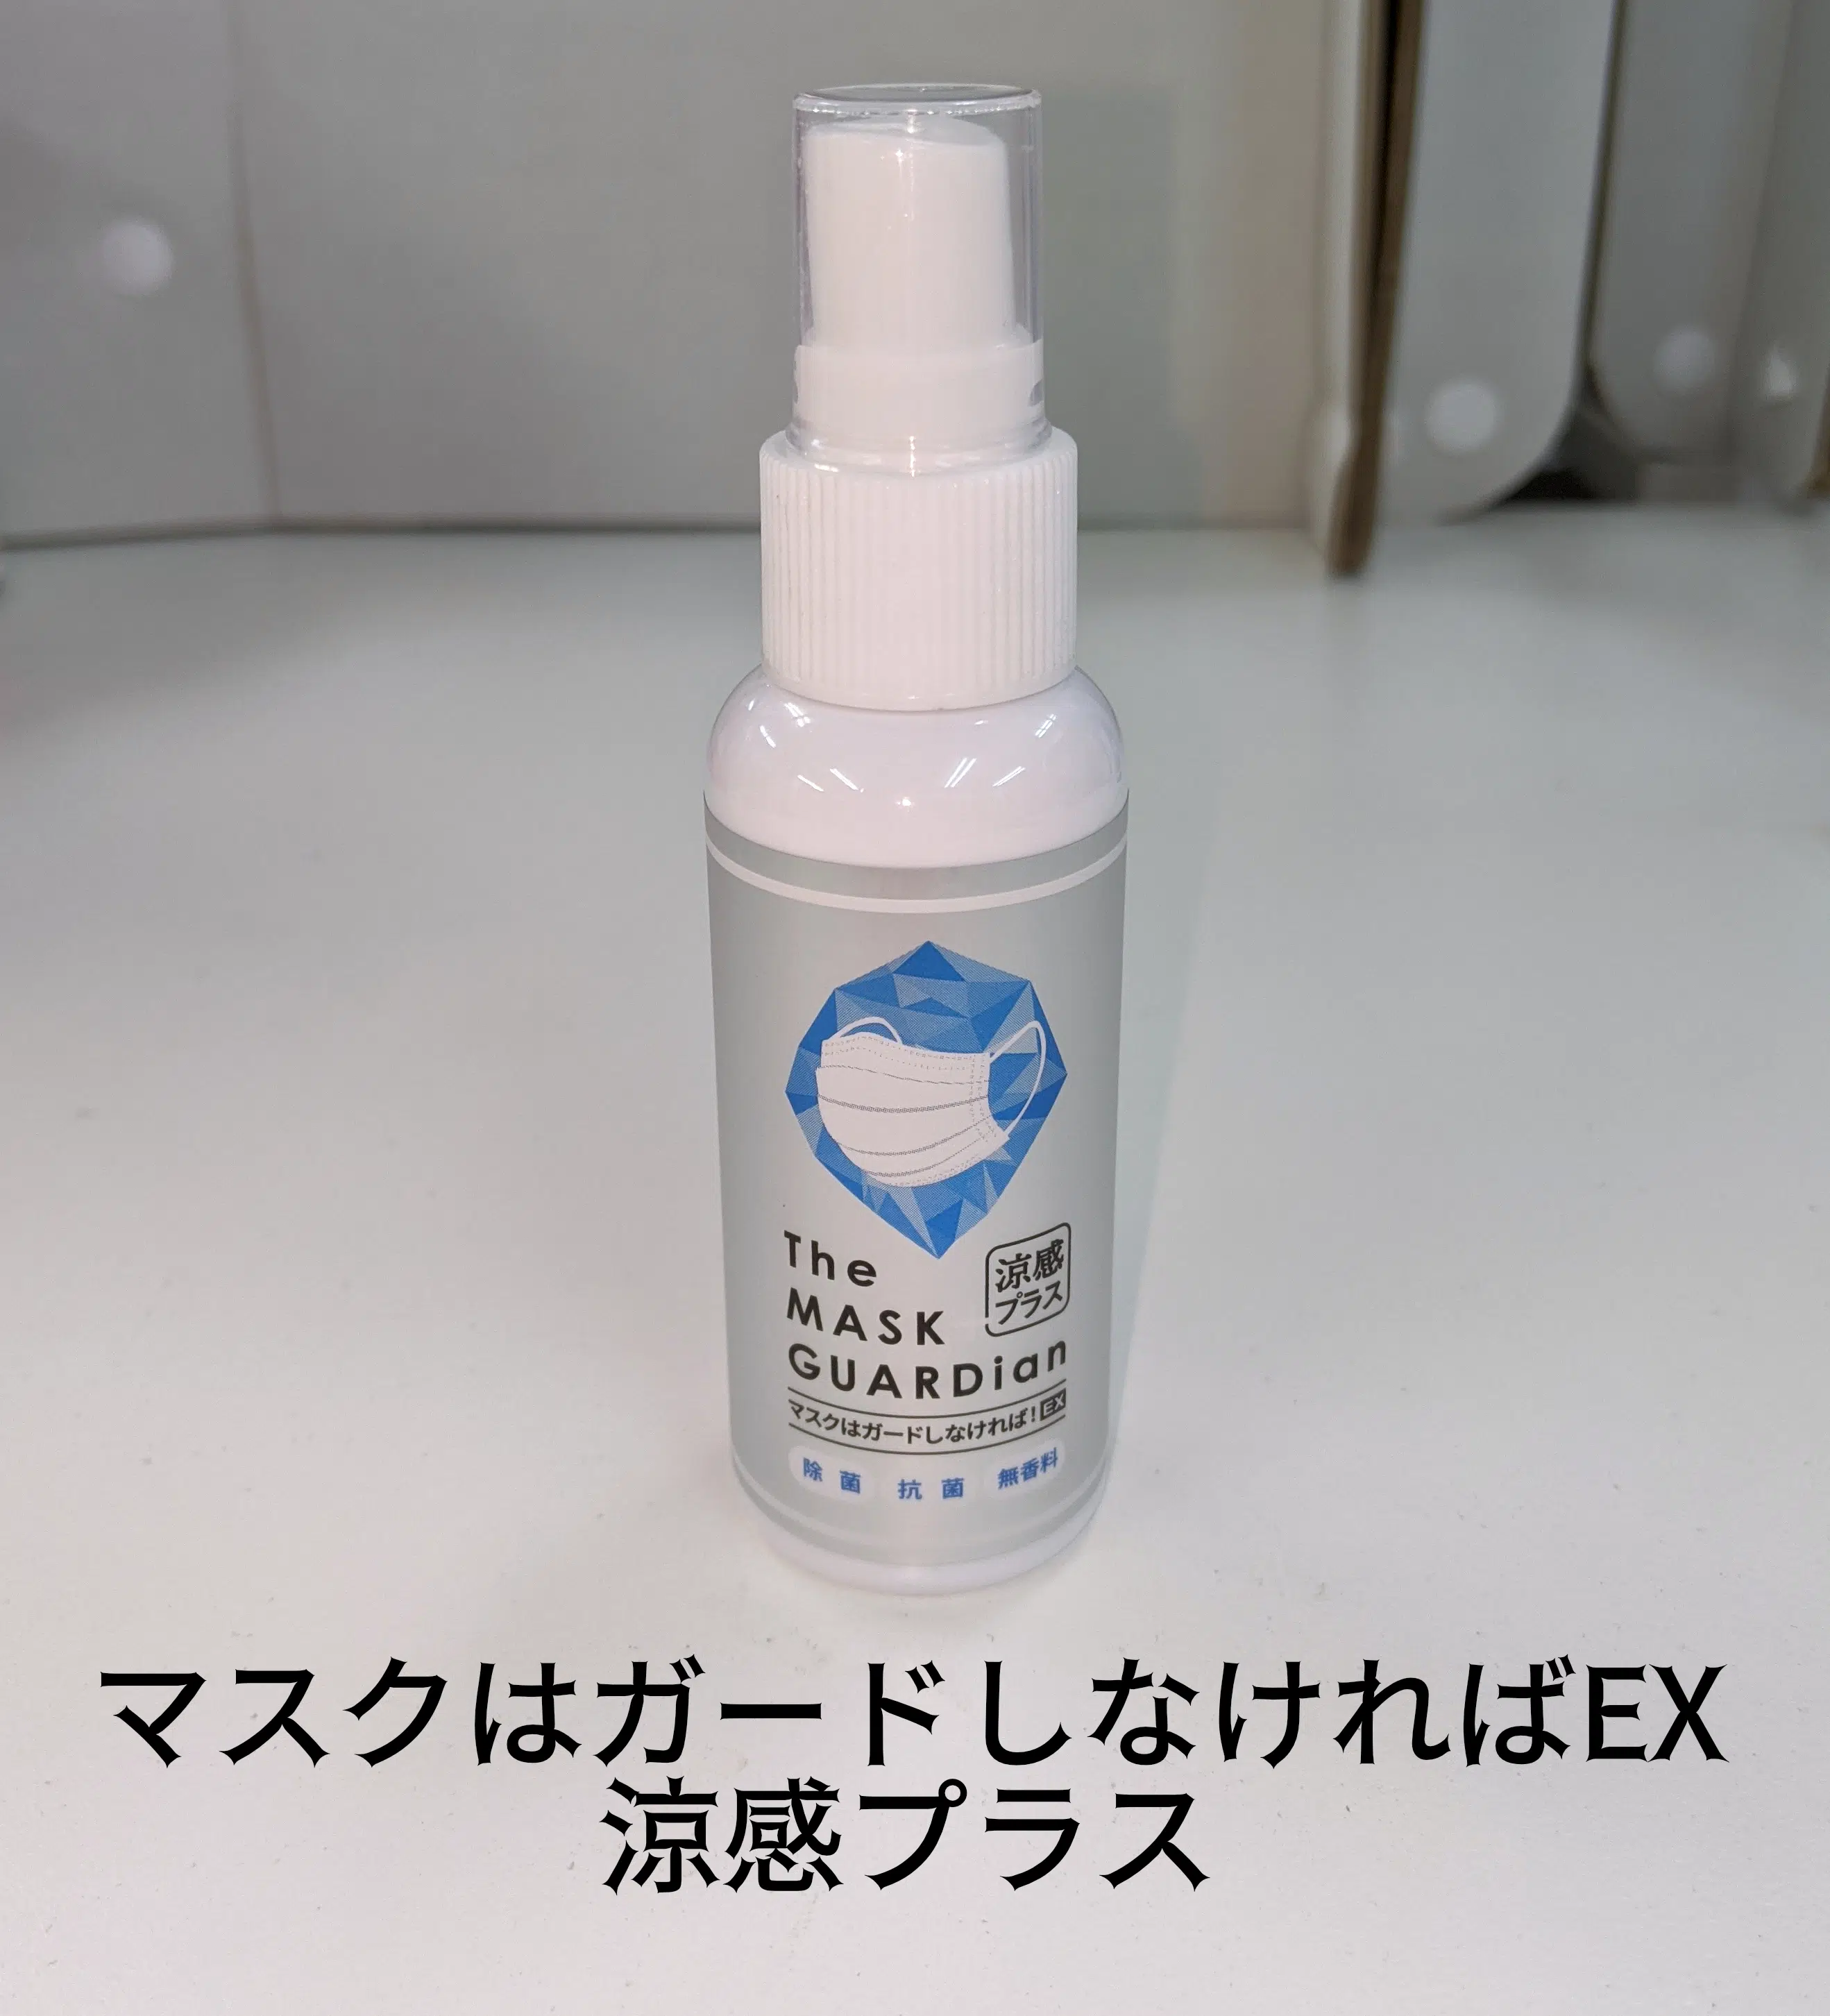 The
MASK
GUARDian
涼感
プラス
マスクはガードしなければ!EX
除菌 抗菌 無香料
マスクはガードしなければEX
涼感プラス